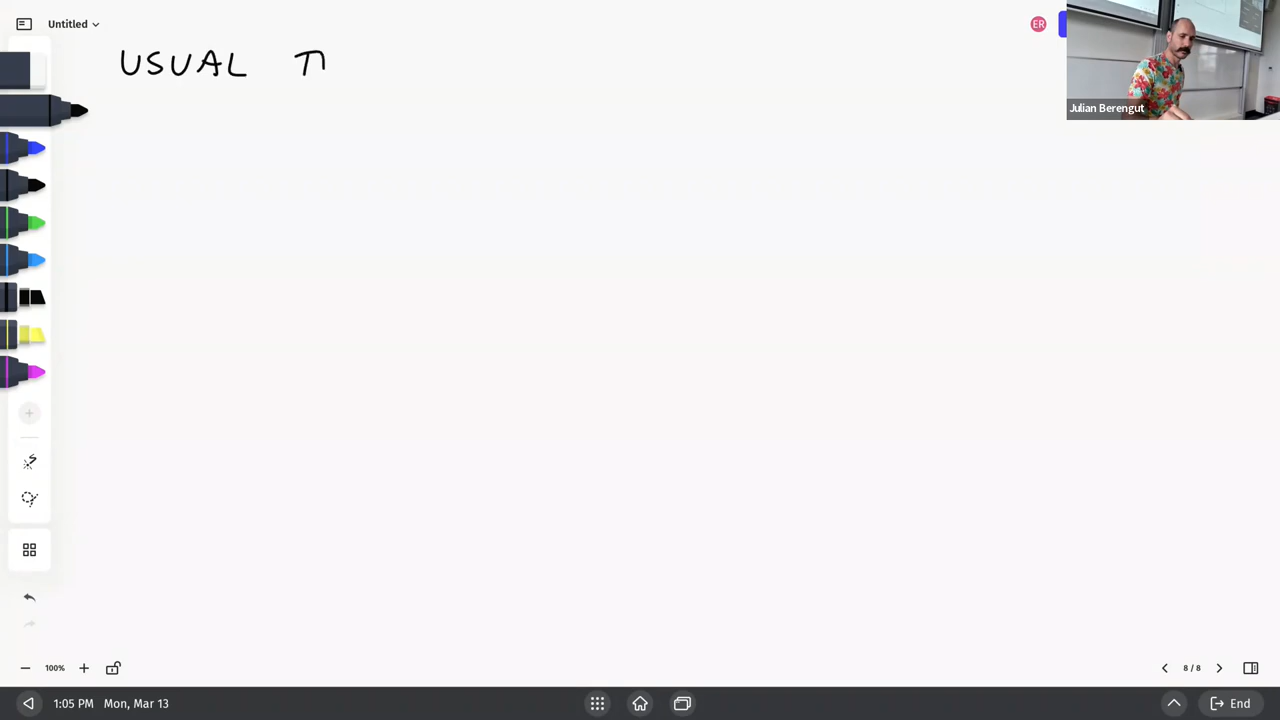 Untitled
ER
USUAL T
Julian Berengut
100%
8 / 8
1:05 PM Mon, Mar 13
End